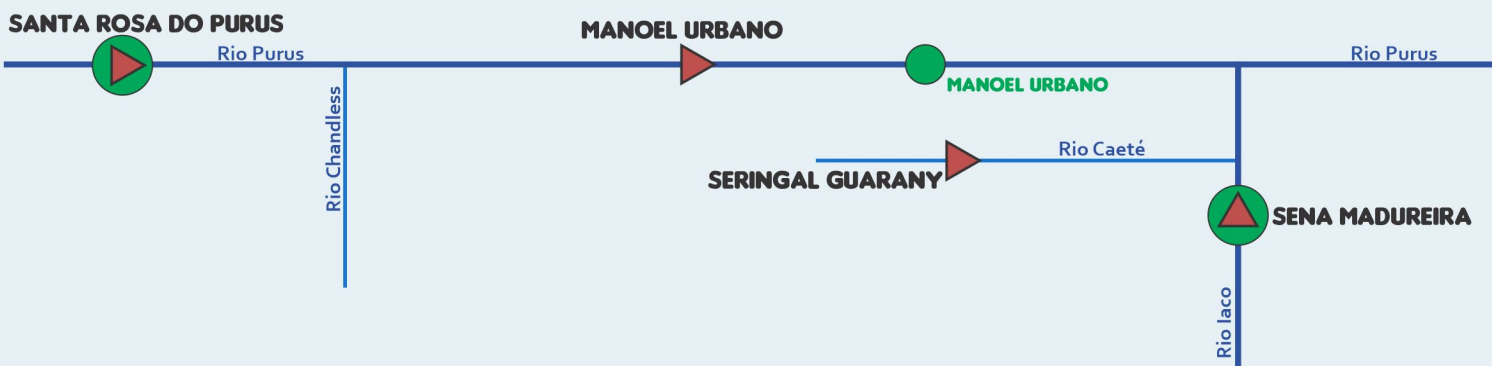 SANTA ROSA DO PURUS
MANOEL URBANO
Rio Purus
Rio Purus
MANOEL URBANO
Rio Chandless
Rio Caeté
SERINGAL GUARANY
SENA MADUREIRA
Rio Iaco